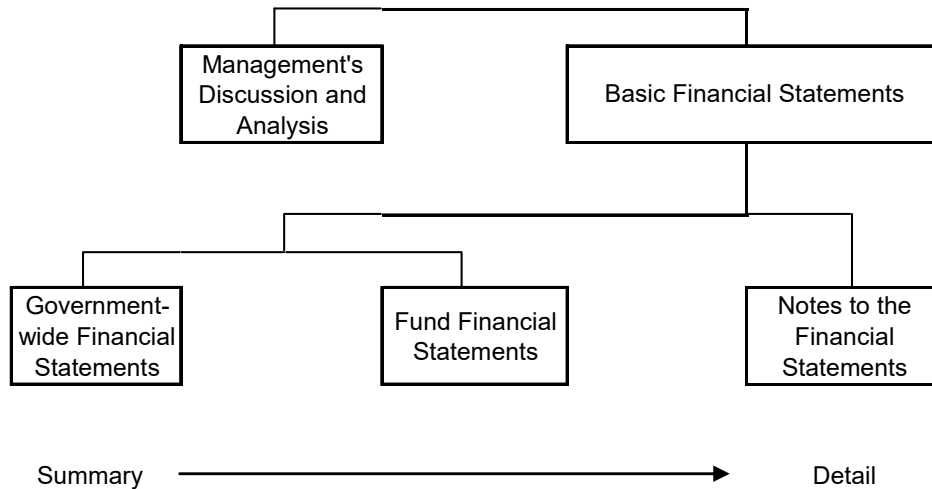 Management's
Discussion and
Analysis
Basic Financial Statements
Government-
wide Financial
Statements
Fund Financial
Statements
Notes to the
Financial
Statements
Summary
Detail